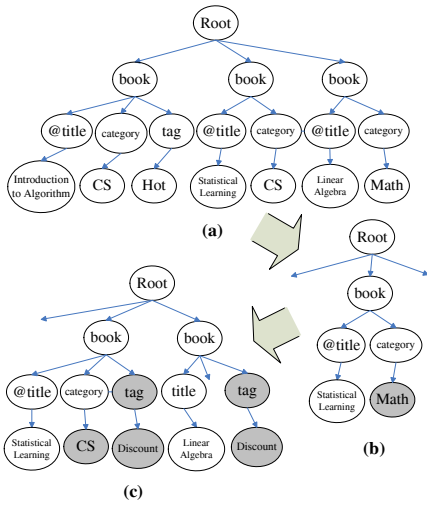 Root
book
book
book
@title
category
tag
@title
category
@title
category
Introduction
to Algorithm
CS
Hot
Statistical
Learning
CS
Linear
Algebra
Math
(a)
Root
book
@title
category
Statistical
Learning
Math
(b)
Root
book
book
@title
category
tag
title
tag
Statistical
Learning
CS
Discount
Linear
Algebra
Discount
(c)